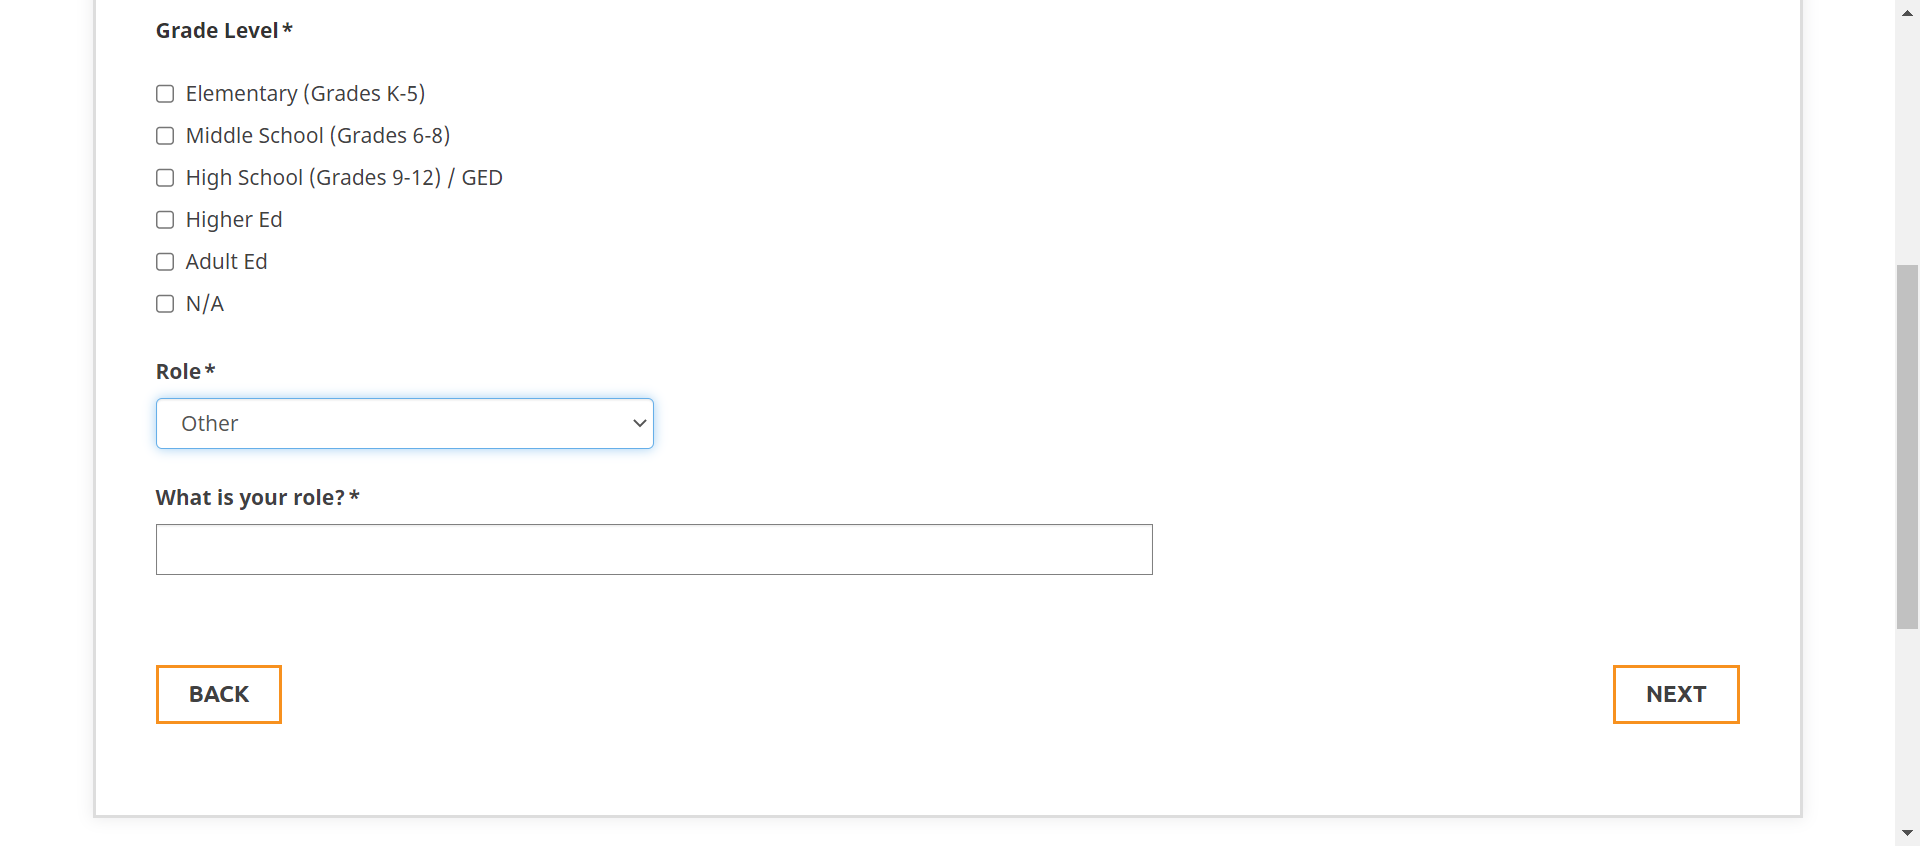 Grade Level*
Elementary (Grades K-5)
Middle School (Grades 6-8)
High School (Grades 9-12) / GED
Higher Ed
Adult Ed
N/A
Role*
Other
What is your role?*
BACK
NEXT